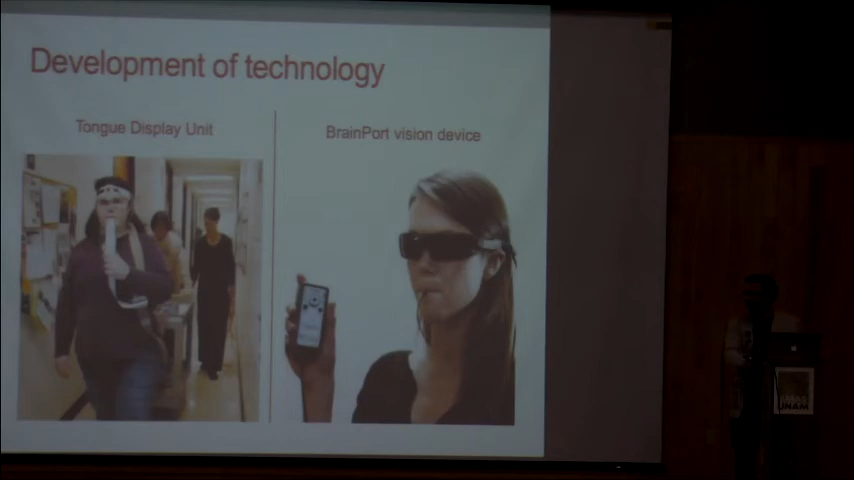 Development of technology
Tongue Display Unit
BrainPort vision device